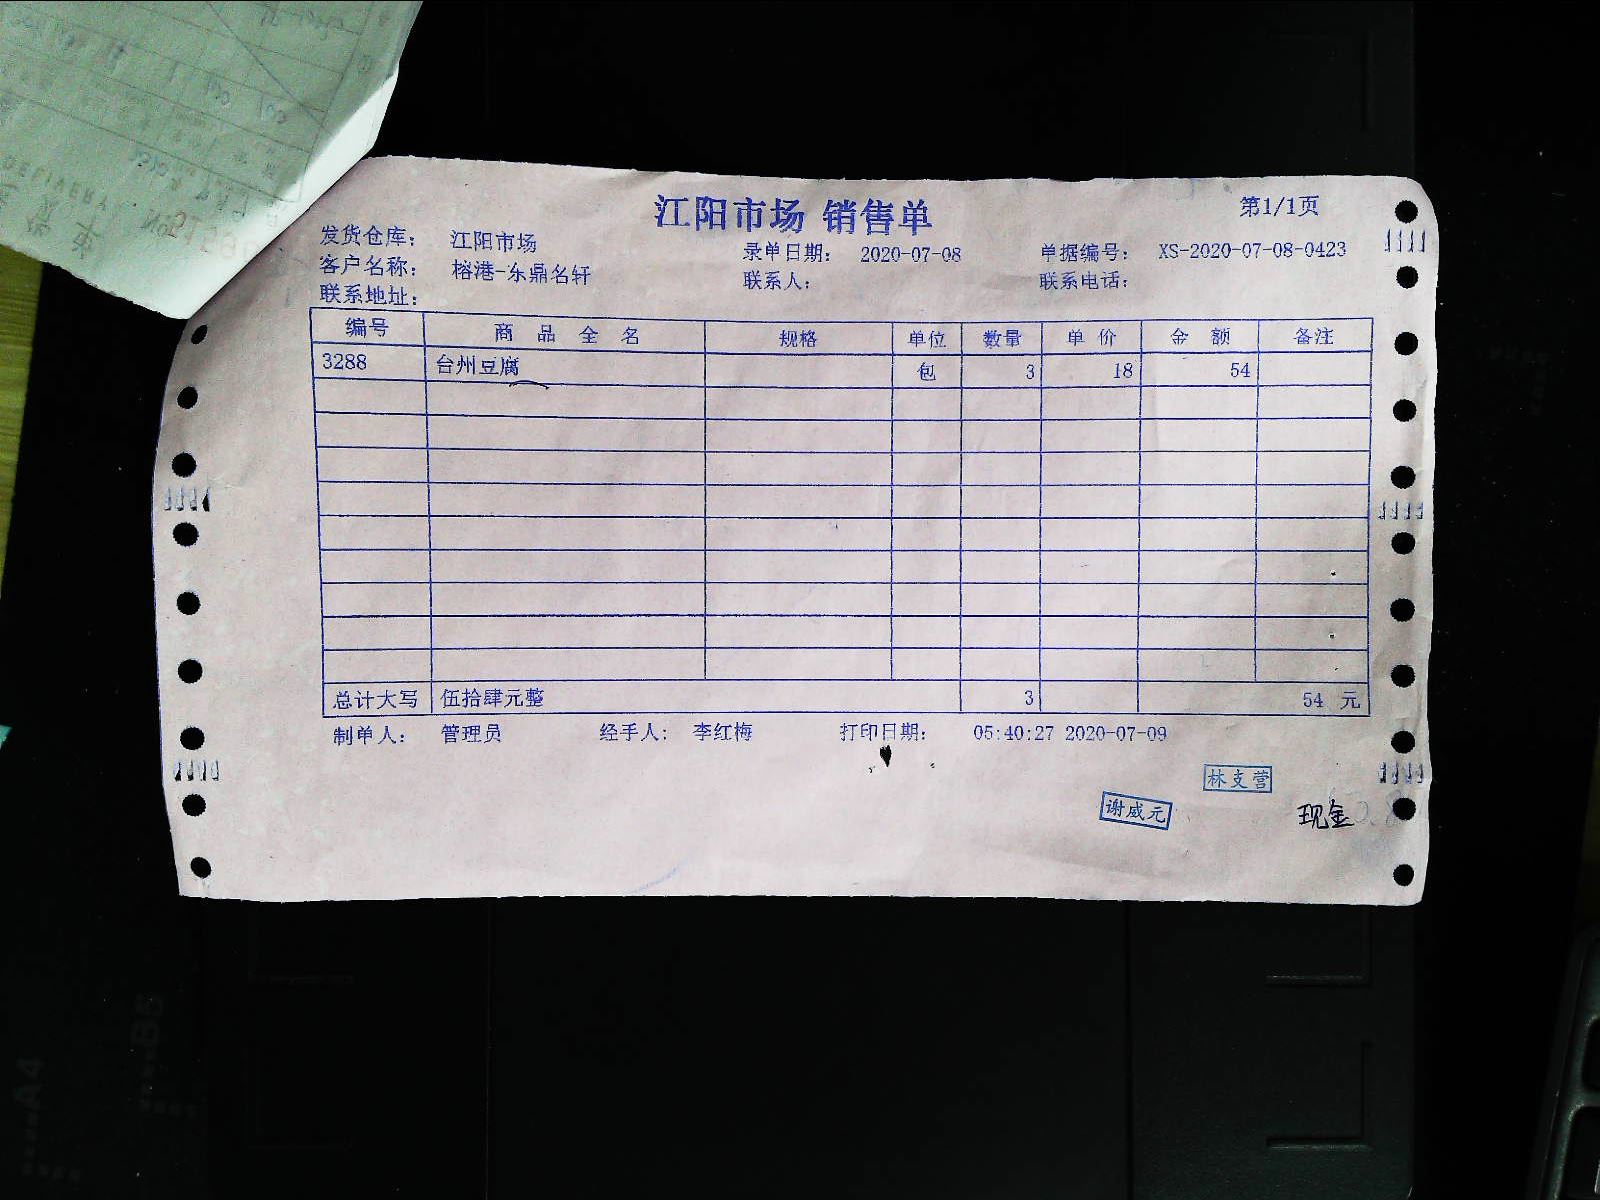 江阳市场 销售单
第1/1页
发货仓库： 江阳市场 录单日期： 2020-07-08 单据编号： XS-2020-07-08-0423
客户名称： 榕港-东鼎名轩 联系人： 联系电话：
联系地址：
编号 商品全名 规格 单位 数量 单价 金额 备注
3288 台州豆腐 包 3 18 54
总计大写 伍拾肆元整 3 54 元
制单人： 管理员 经手人： 李红梅 打印日期： 05:40:27 2020-07-09
林支营
谢威元
现金
A4
B5
DELIVERY